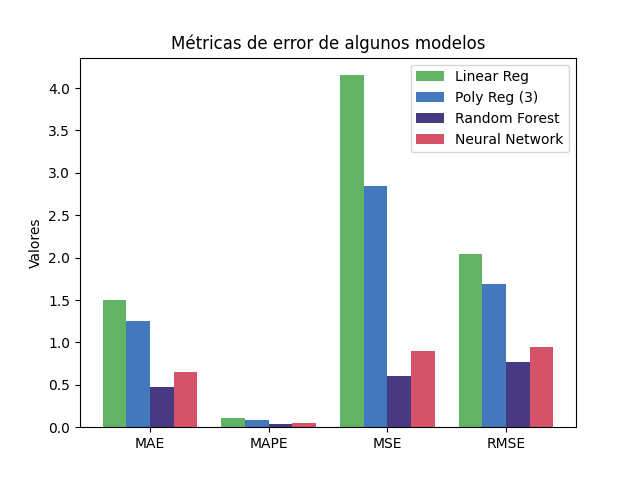 Métricas de error de algunos modelos
Linear Reg
Poly Reg (3)
Random Forest
Neural Network
Valores
4.0
3.5
3.0
2.5
2.0
1.5
1.0
0.5
0.0
MAE
MAPE
MSE
RMSE